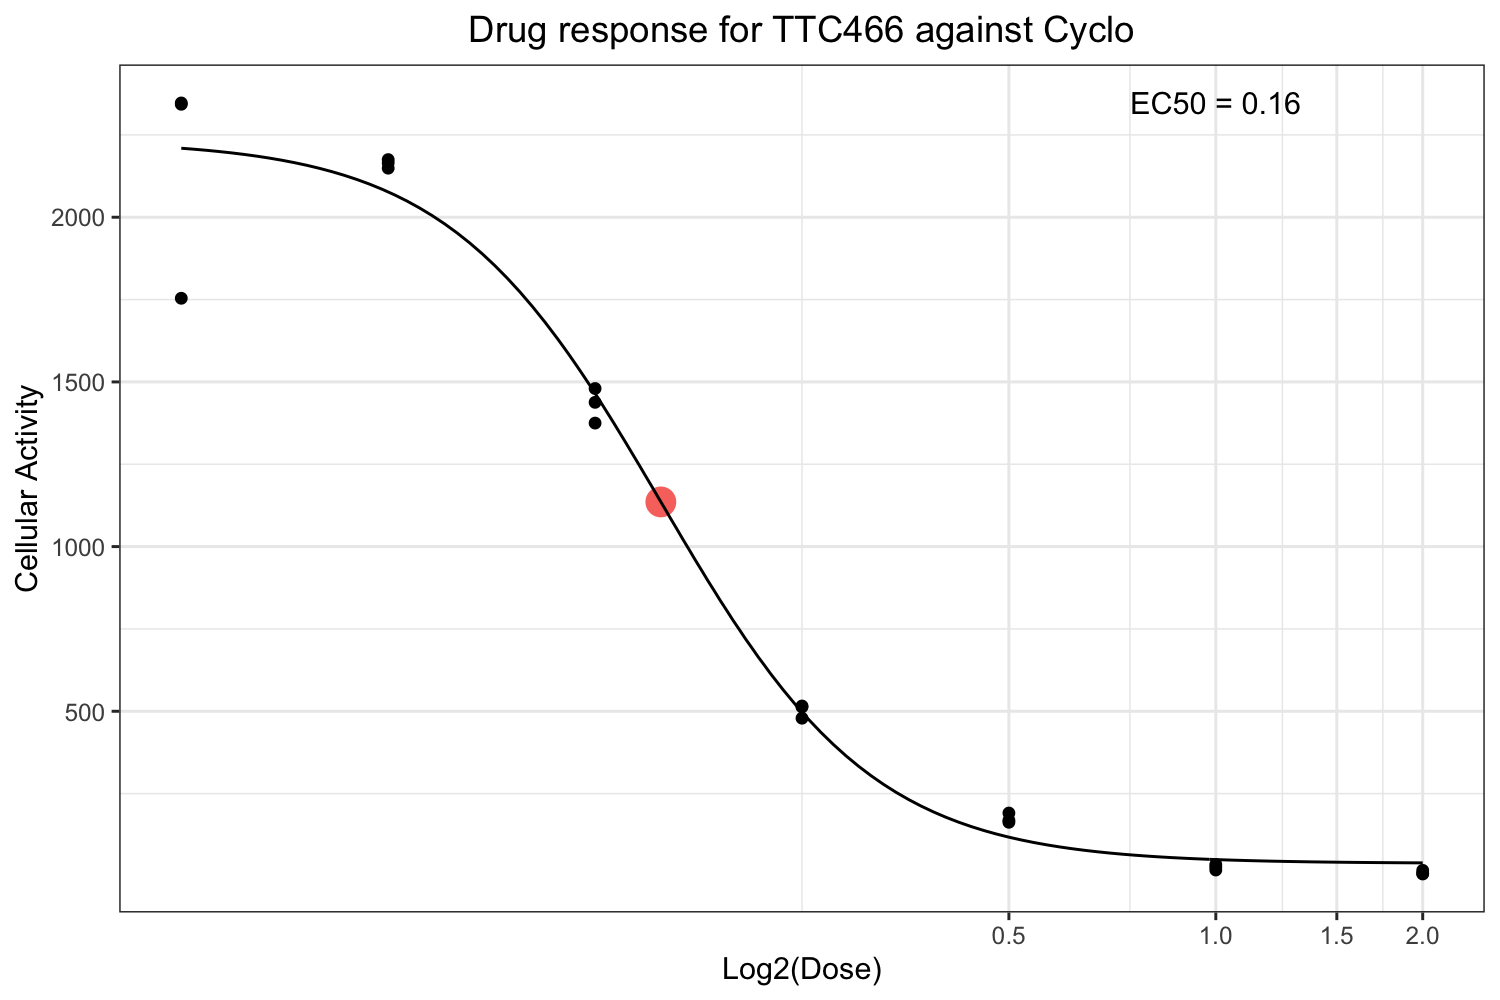 Drug response for TTC466 against Cyclo
EC50 = 0.16
Cellular Activity
2000
1500
1000
500
0.5
1.0
1.5
2.0
Log2(Dose)